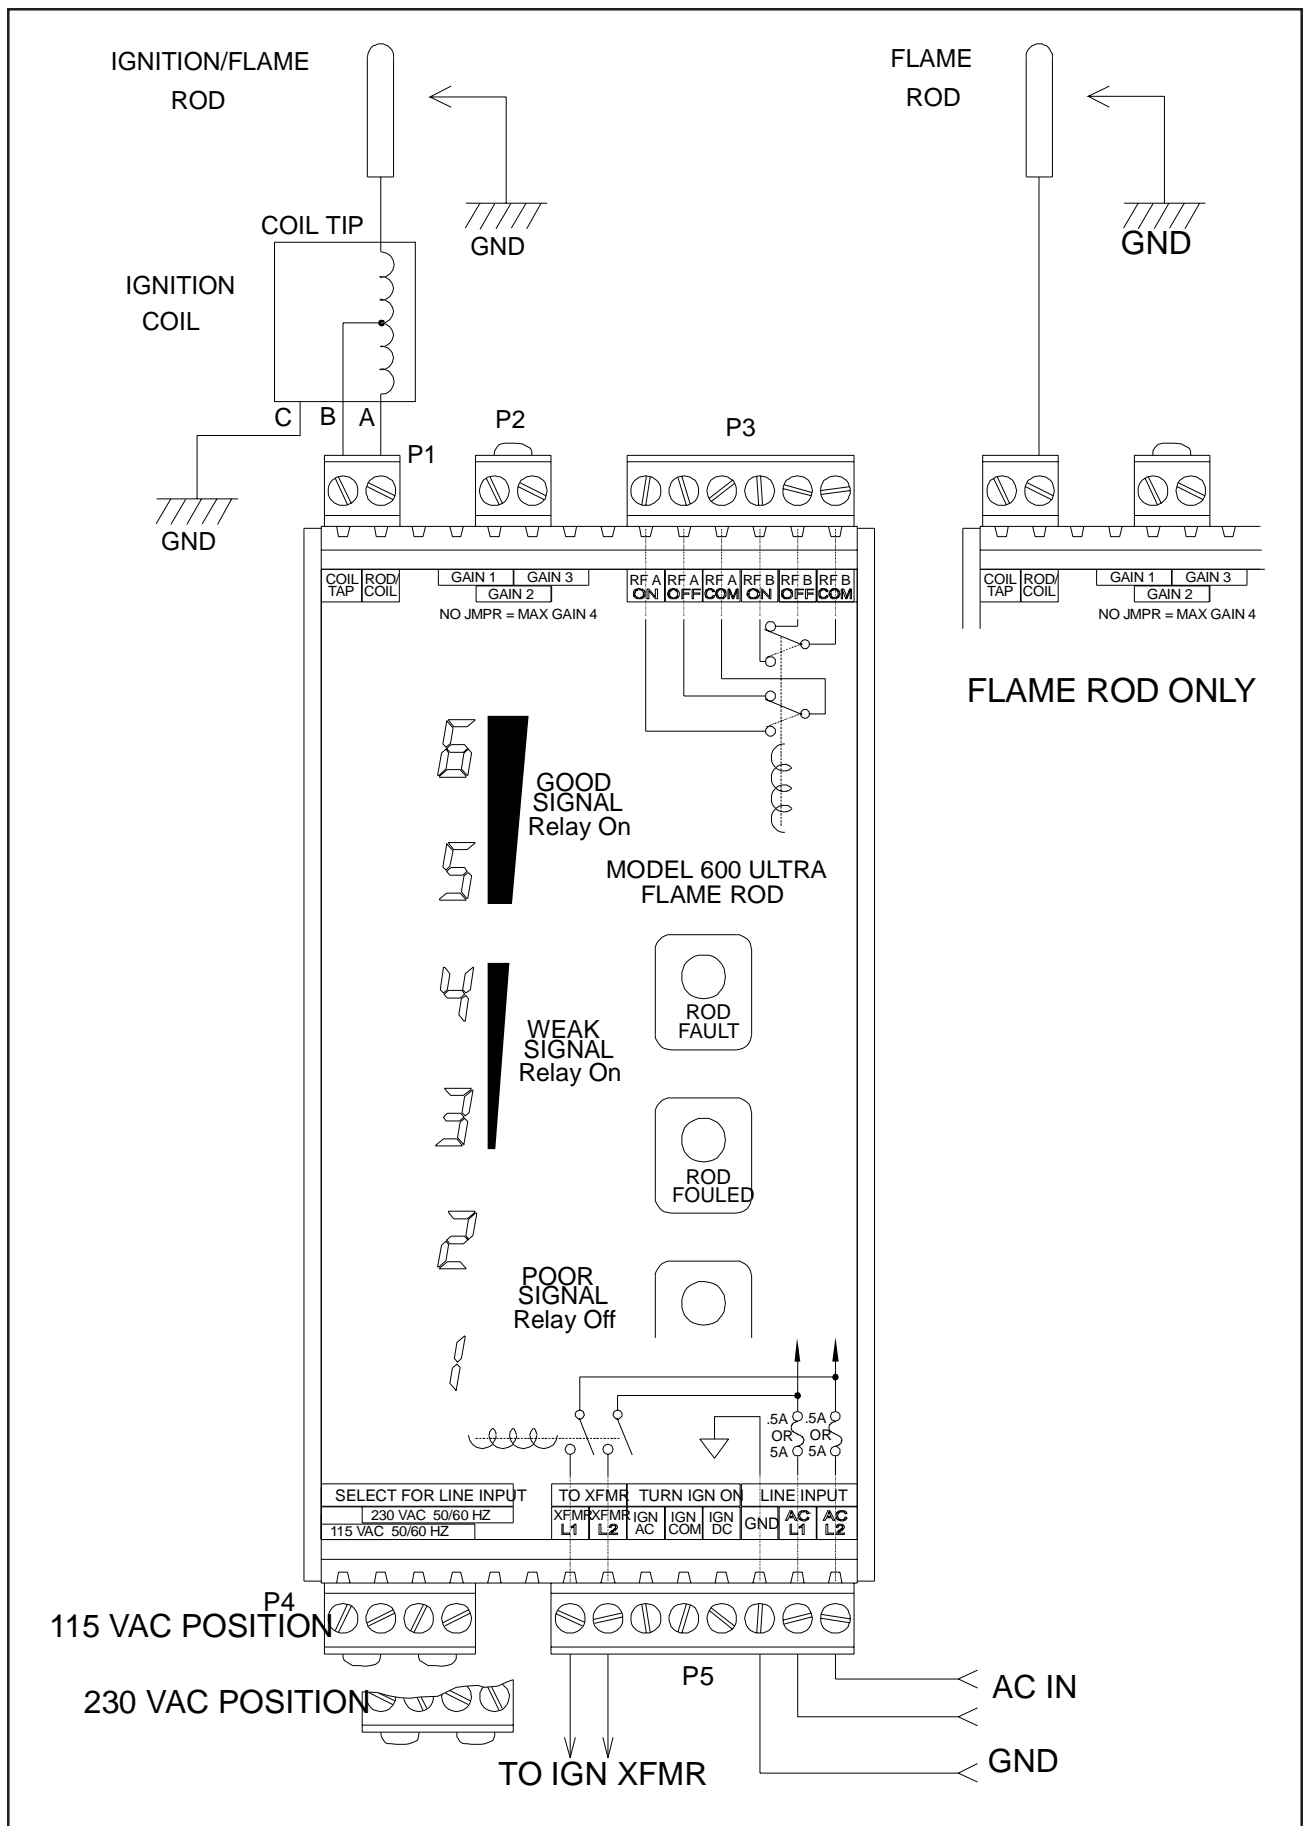 IGNITION/FLAME
ROD
FLAME
ROD
COIL TIP
GND
GND
IGNITION
COIL
C B A
P1
P2
P3
GND
COIL
TAP
ROD/
COIL
GAIN 1 GAIN 3
GAIN 2
NO JMPR = MAX GAIN 4
RF A
ON
RF A
OFF
RF A
COM
RF B
ON
RF B
OFF
RF B
COM
COIL
TAP
ROD/
COIL
GAIN 1 GAIN 3
GAIN 2
NO JMPR = MAX GAIN 4
FLAME ROD ONLY
6
GOOD
SIGNAL
Relay On
5
MODEL 600 ULTRA
FLAME ROD
4
WEAK
SIGNAL
Relay On
3
ROD
FAULT
ROD
FOULED
2
POOR
SIGNAL
Relay Off
1
.5A
OR
5A
.5A
OR
5A
SELECT FOR LINE INPUT
230 VAC 50/60 HZ
115 VAC 50/60 HZ
TO XFMR
TURN IGN ON
LINE INPUT
XFMR
L1
XFMR
L2
IGN
AC
IGN
COM
IGN
DC
GND
AC
L1
AC
L2
P4
115 VAC POSITION
230 VAC POSITION
P5
AC IN
GND
TO IGN XFMR